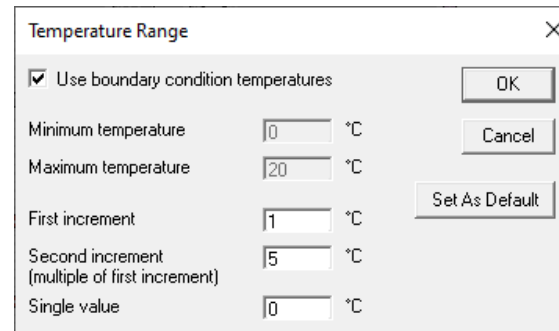 Temperature Range
Use boundary condition temperatures
OK
Minimum temperature 0 °C
Cancel
Maximum temperature 20 °C
Set As Default
First increment 1 °C
Second increment 5 °C
(multiple of first increment)
Single value 0 °C